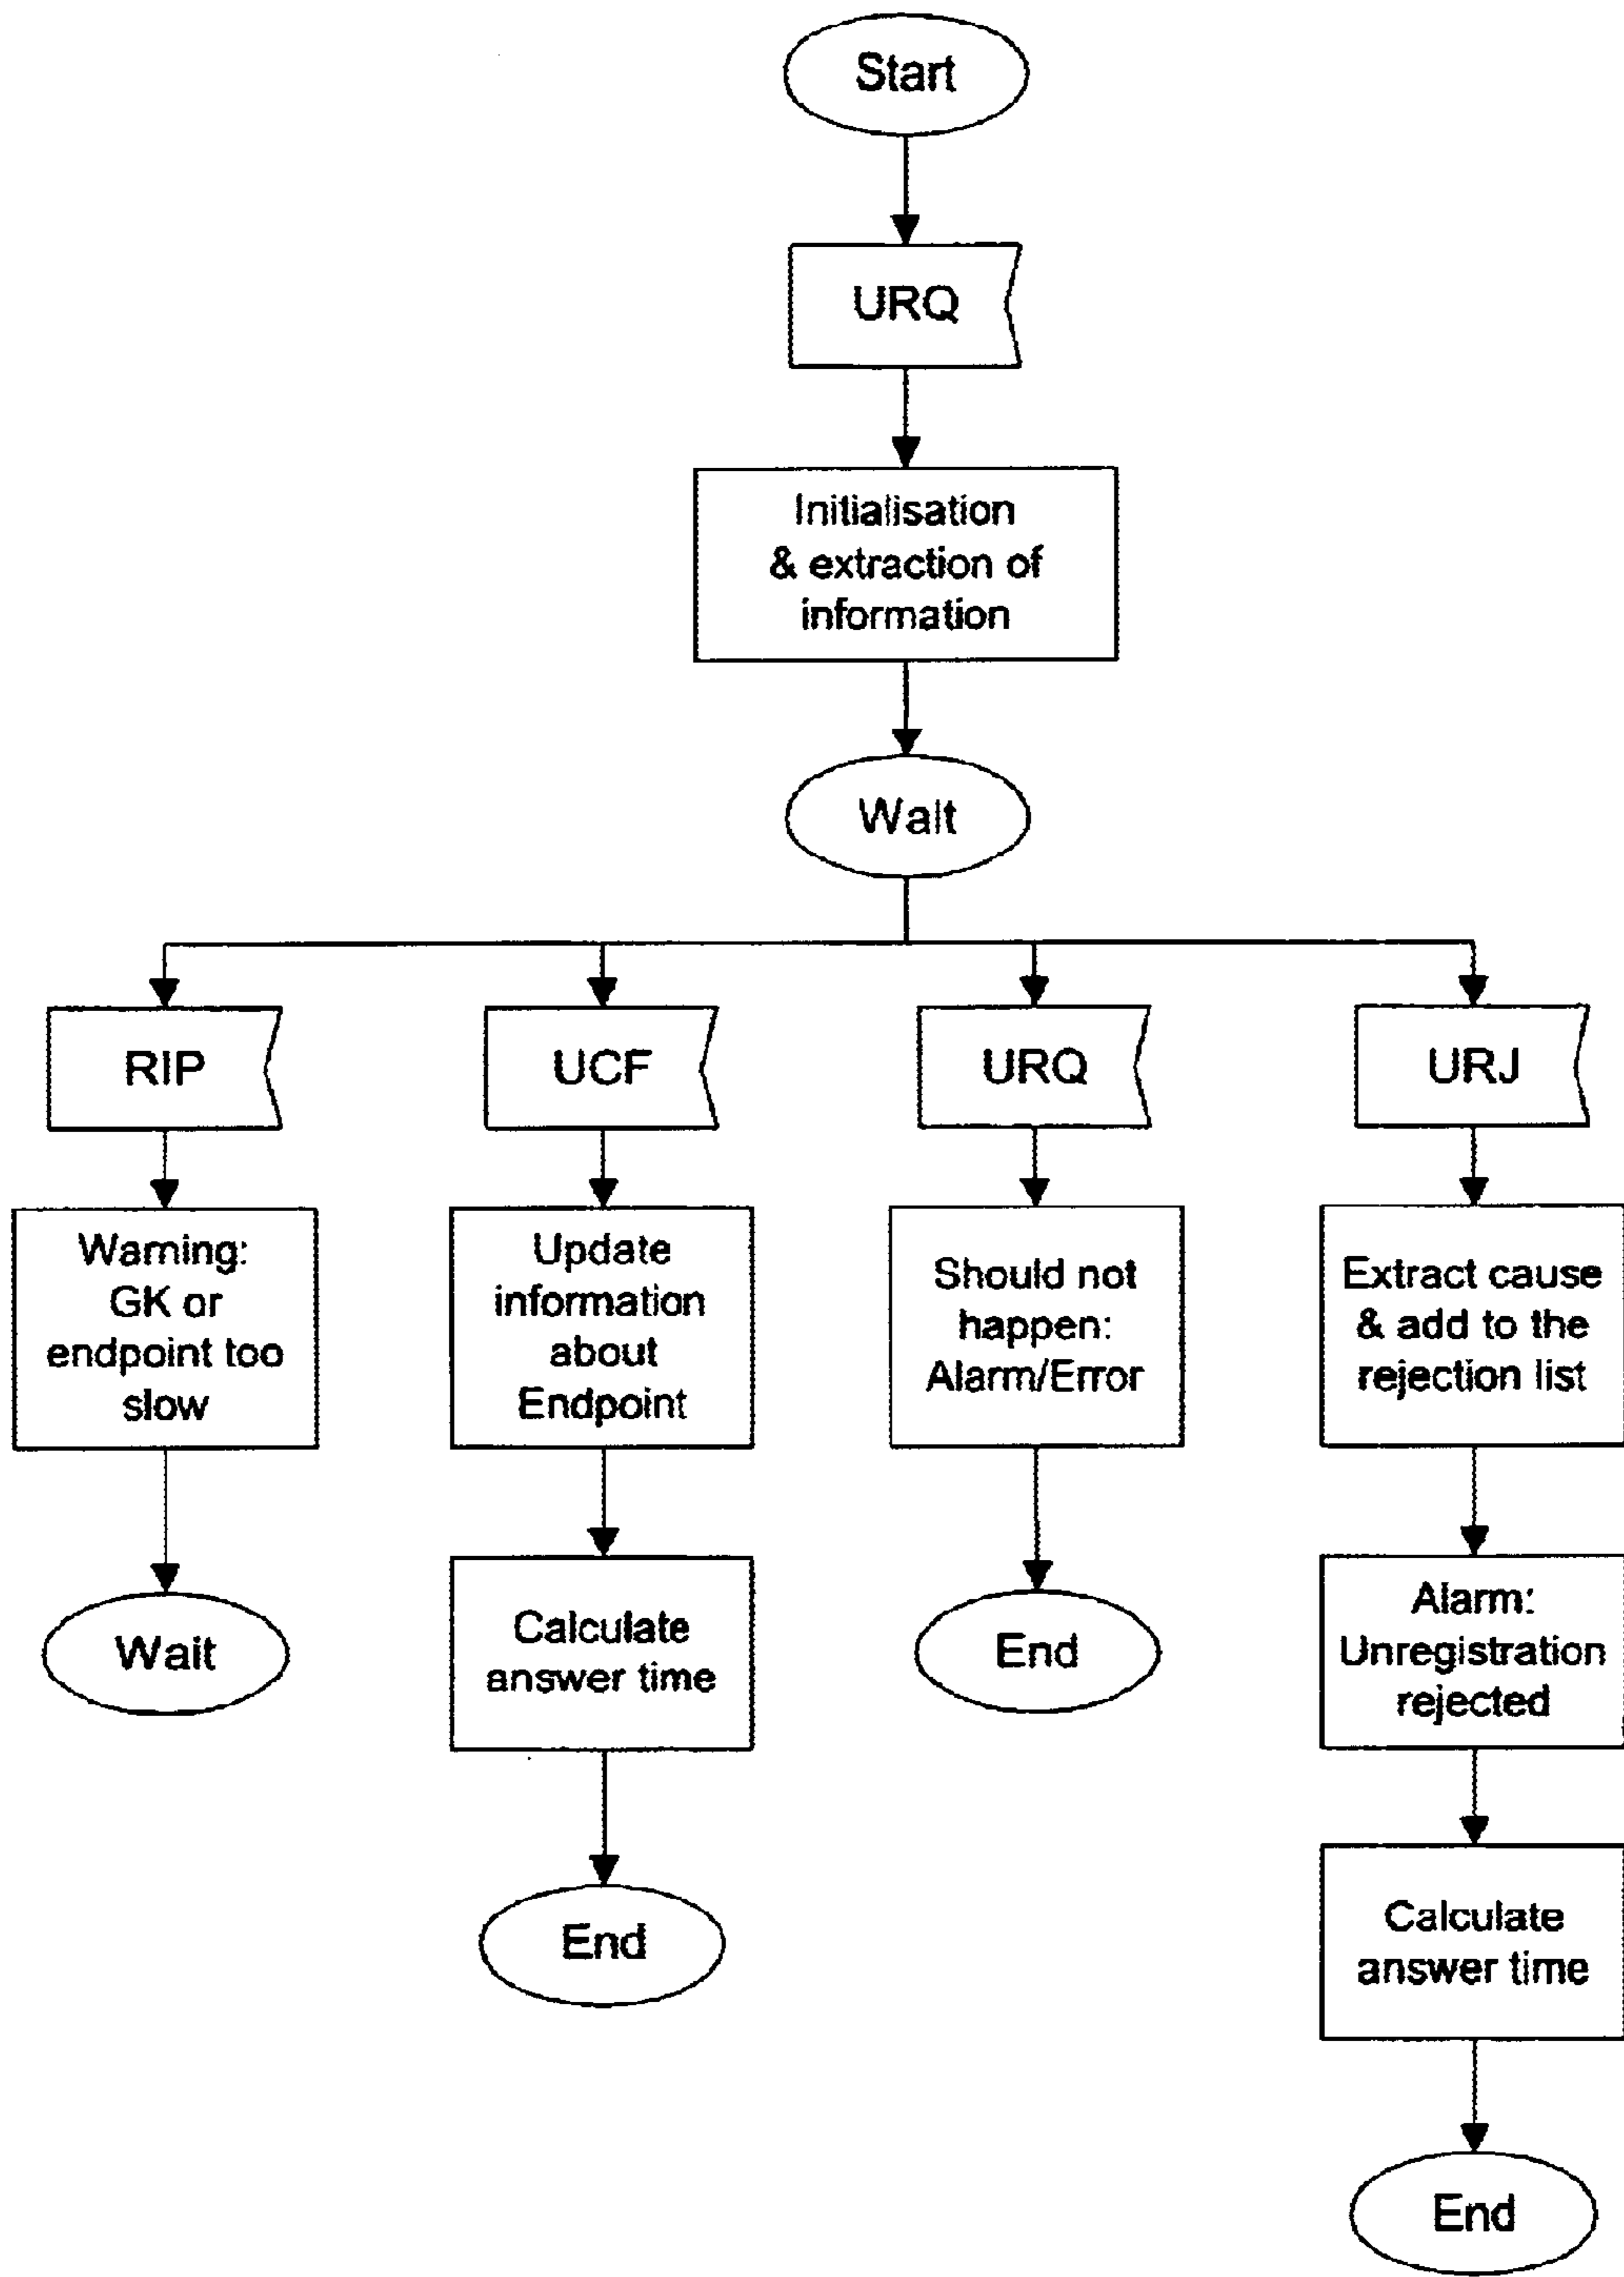 Start
URQ
Initialisation
& extraction of
information
Wait
RIP
UCF
URQ
URJ
Warning:
GK or
endpoint too
slow
Update
information
about
Endpoint
Should not
happen:
Alarm/Error
Extract cause
& add to the
rejection list
Wait
Calculate
answer time
End
Alarm:
Unregistration
rejected
End
Calculate
answer time
End